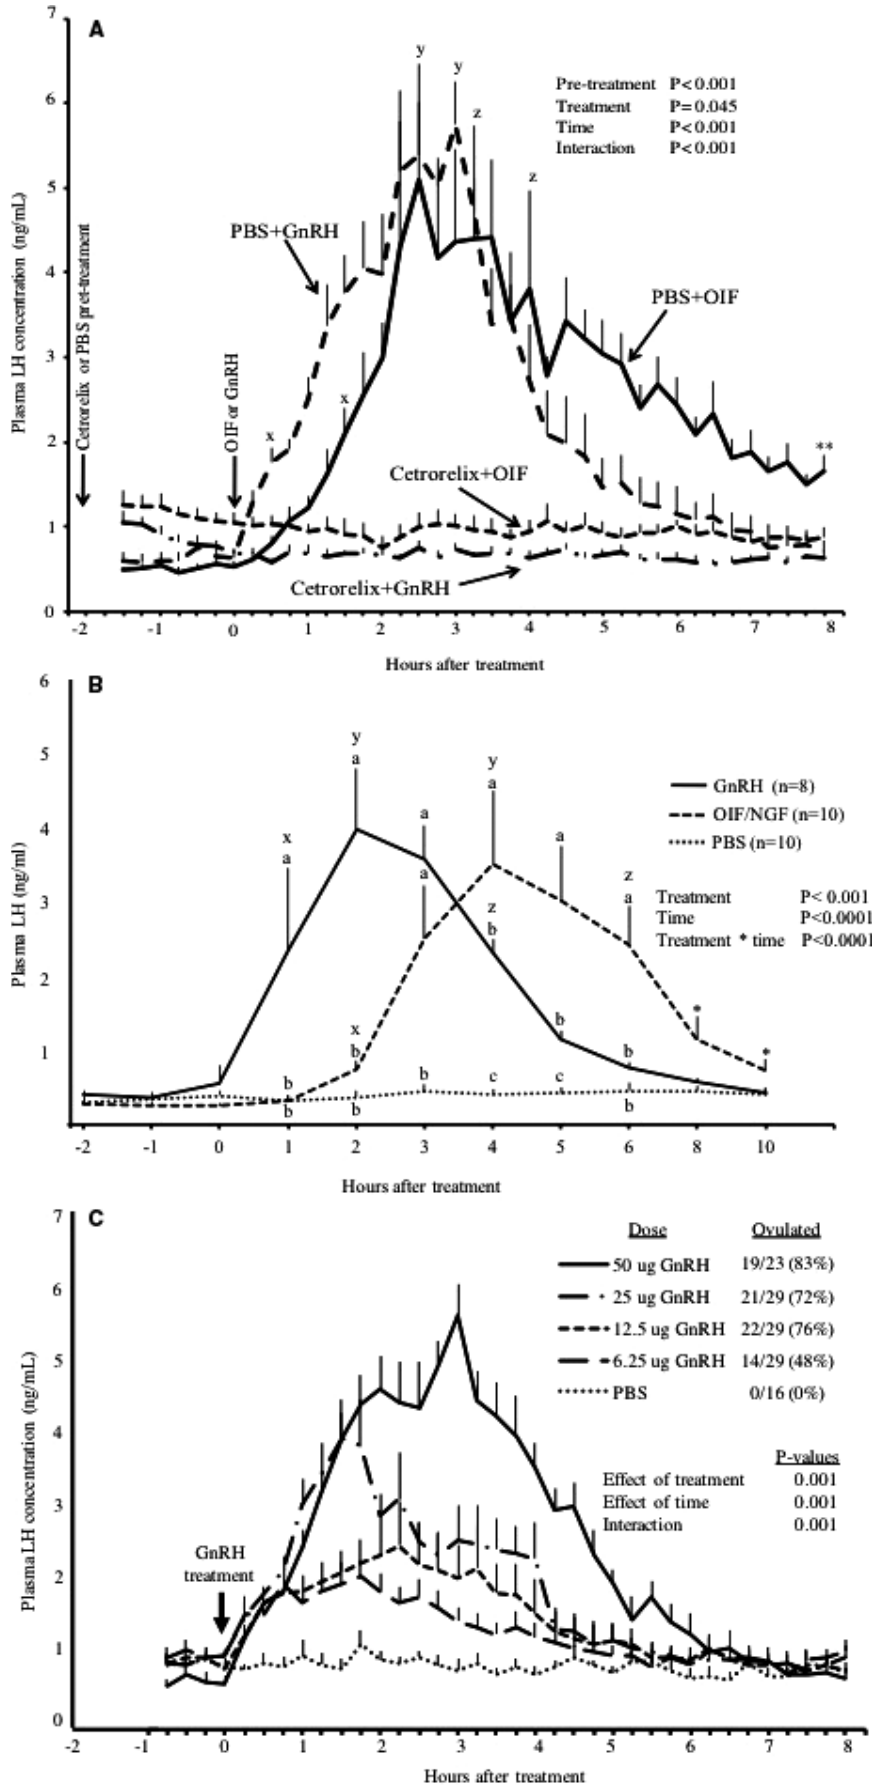 A
7
6
5
4
3
2
1
0
Plasma LH concentration (ng/mL)
Cetrorelix or PBS pre-treatment
OIF or GnRH
PBS+GnRH
PBS+OIF
Cetrorelix+OIF
Cetrorelix+GnRH
x
x
y
y
z
z
**
Pre-treatment P<0.001
Treatment P=0.045
Time P<0.001
Interaction P<0.001
-2 -1 0 1 2 3 4 5 6 7 8
Hours after treatment
B
6
5
4
3
2
1
Plasma LH (ng/ml)
y
a
y
a
x
a
a
a
a
z
b
z
a
x
b
b
b
b
b
c
c
b
b
b
*
*
GnRH (n=8)
OIF/NGF (n=10)
PBS (n=10)
Treatment P< 0.001
Time P<0.0001
Treatment * time P<0.0001
-2 -1 0 1 2 3 4 5 6 8 10
Hours after treatment
C
7
6
5
4
3
2
1
0
Plasma LH concentration (ng/mL)
Dose Ovulated
50 ug GnRH 19/23 (83%)
25 ug GnRH 21/29 (72%)
12.5 ug GnRH 22/29 (76%)
6.25 ug GnRH 14/29 (48%)
PBS 0/16 (0%)
P-values
Effect of treatment 0.001
Effect of time 0.001
Interaction 0.001
GnRH
treatment
-2 -1 0 1 2 3 4 5 6 7 8
Hours after treatment